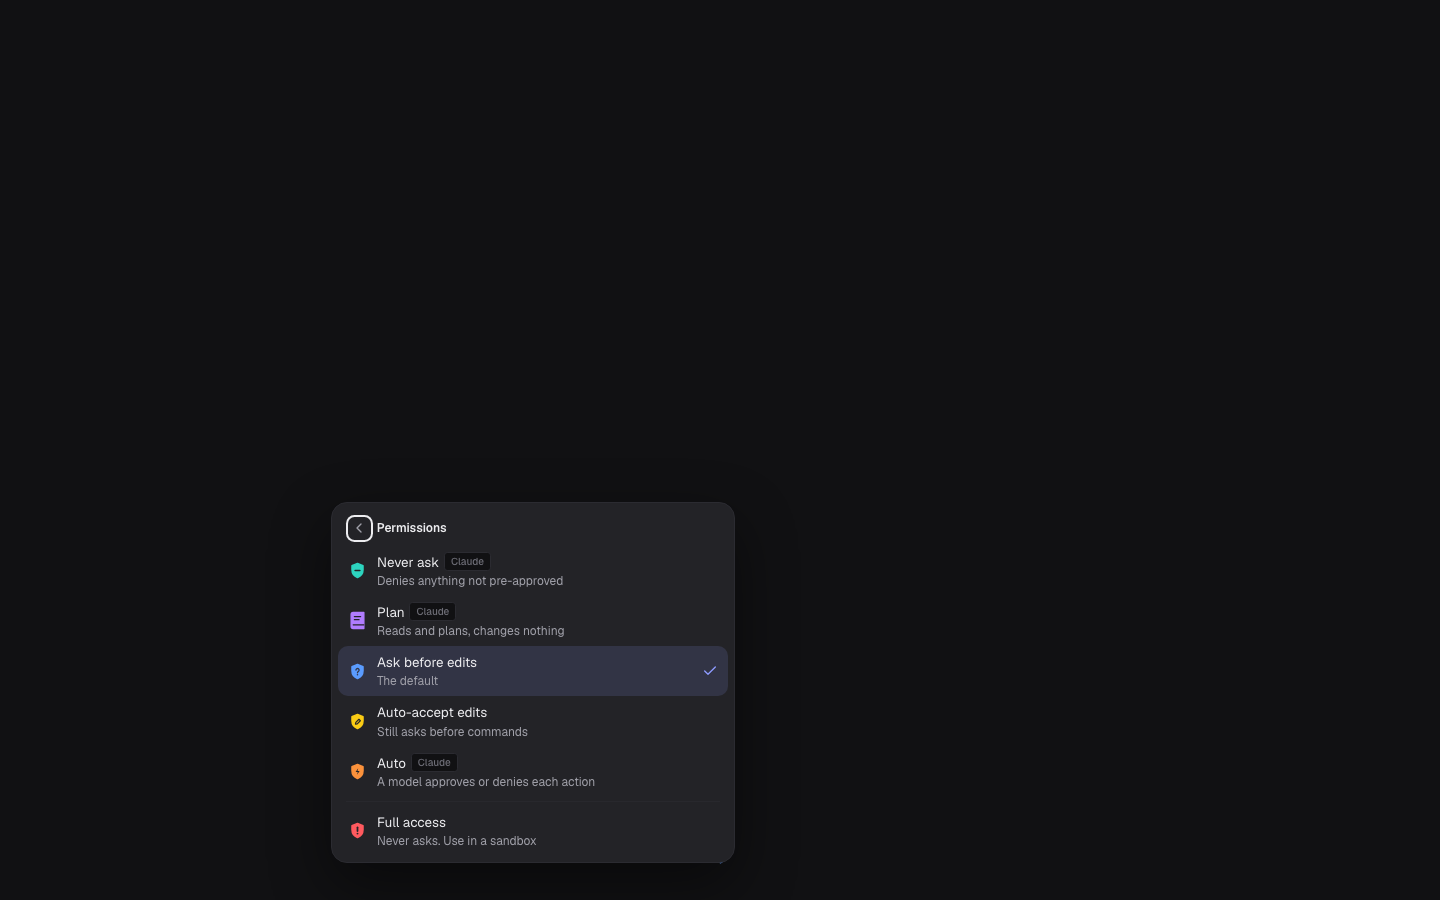 Permissions
Never ask Claude
Denies anything not pre-approved
Plan Claude
Reads and plans, changes nothing
Ask before edits
The default
Auto-accept edits
Still asks before commands
Auto Claude
A model approves or denies each action
Full access
Never asks. Use in a sandbox